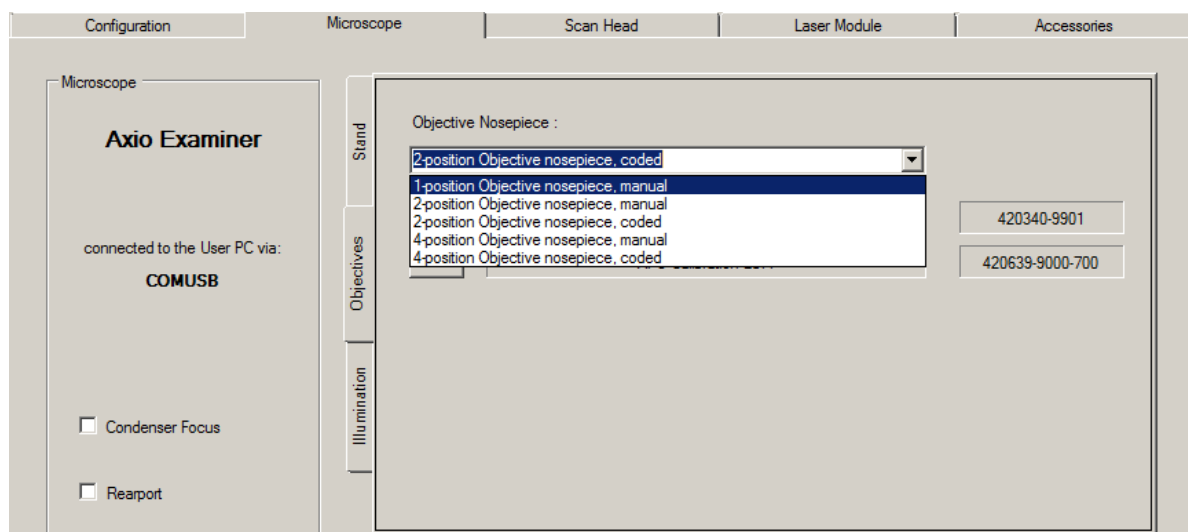 Configuration
Microscope
Scan Head
Laser Module
Accessories
Microscope
Axio Examiner
connected to the User PC via:
COMUSB
Condenser Focus
Rearport
Stand
Objectives
Illumination
Objective Nosepiece :
2-position Objective nosepiece, coded
1-position Objective nosepiece, manual
2-position Objective nosepiece, manual
2-position Objective nosepiece, coded
4-position Objective nosepiece, manual
4-position Objective nosepiece, coded
420340-9901
420639-9000-700